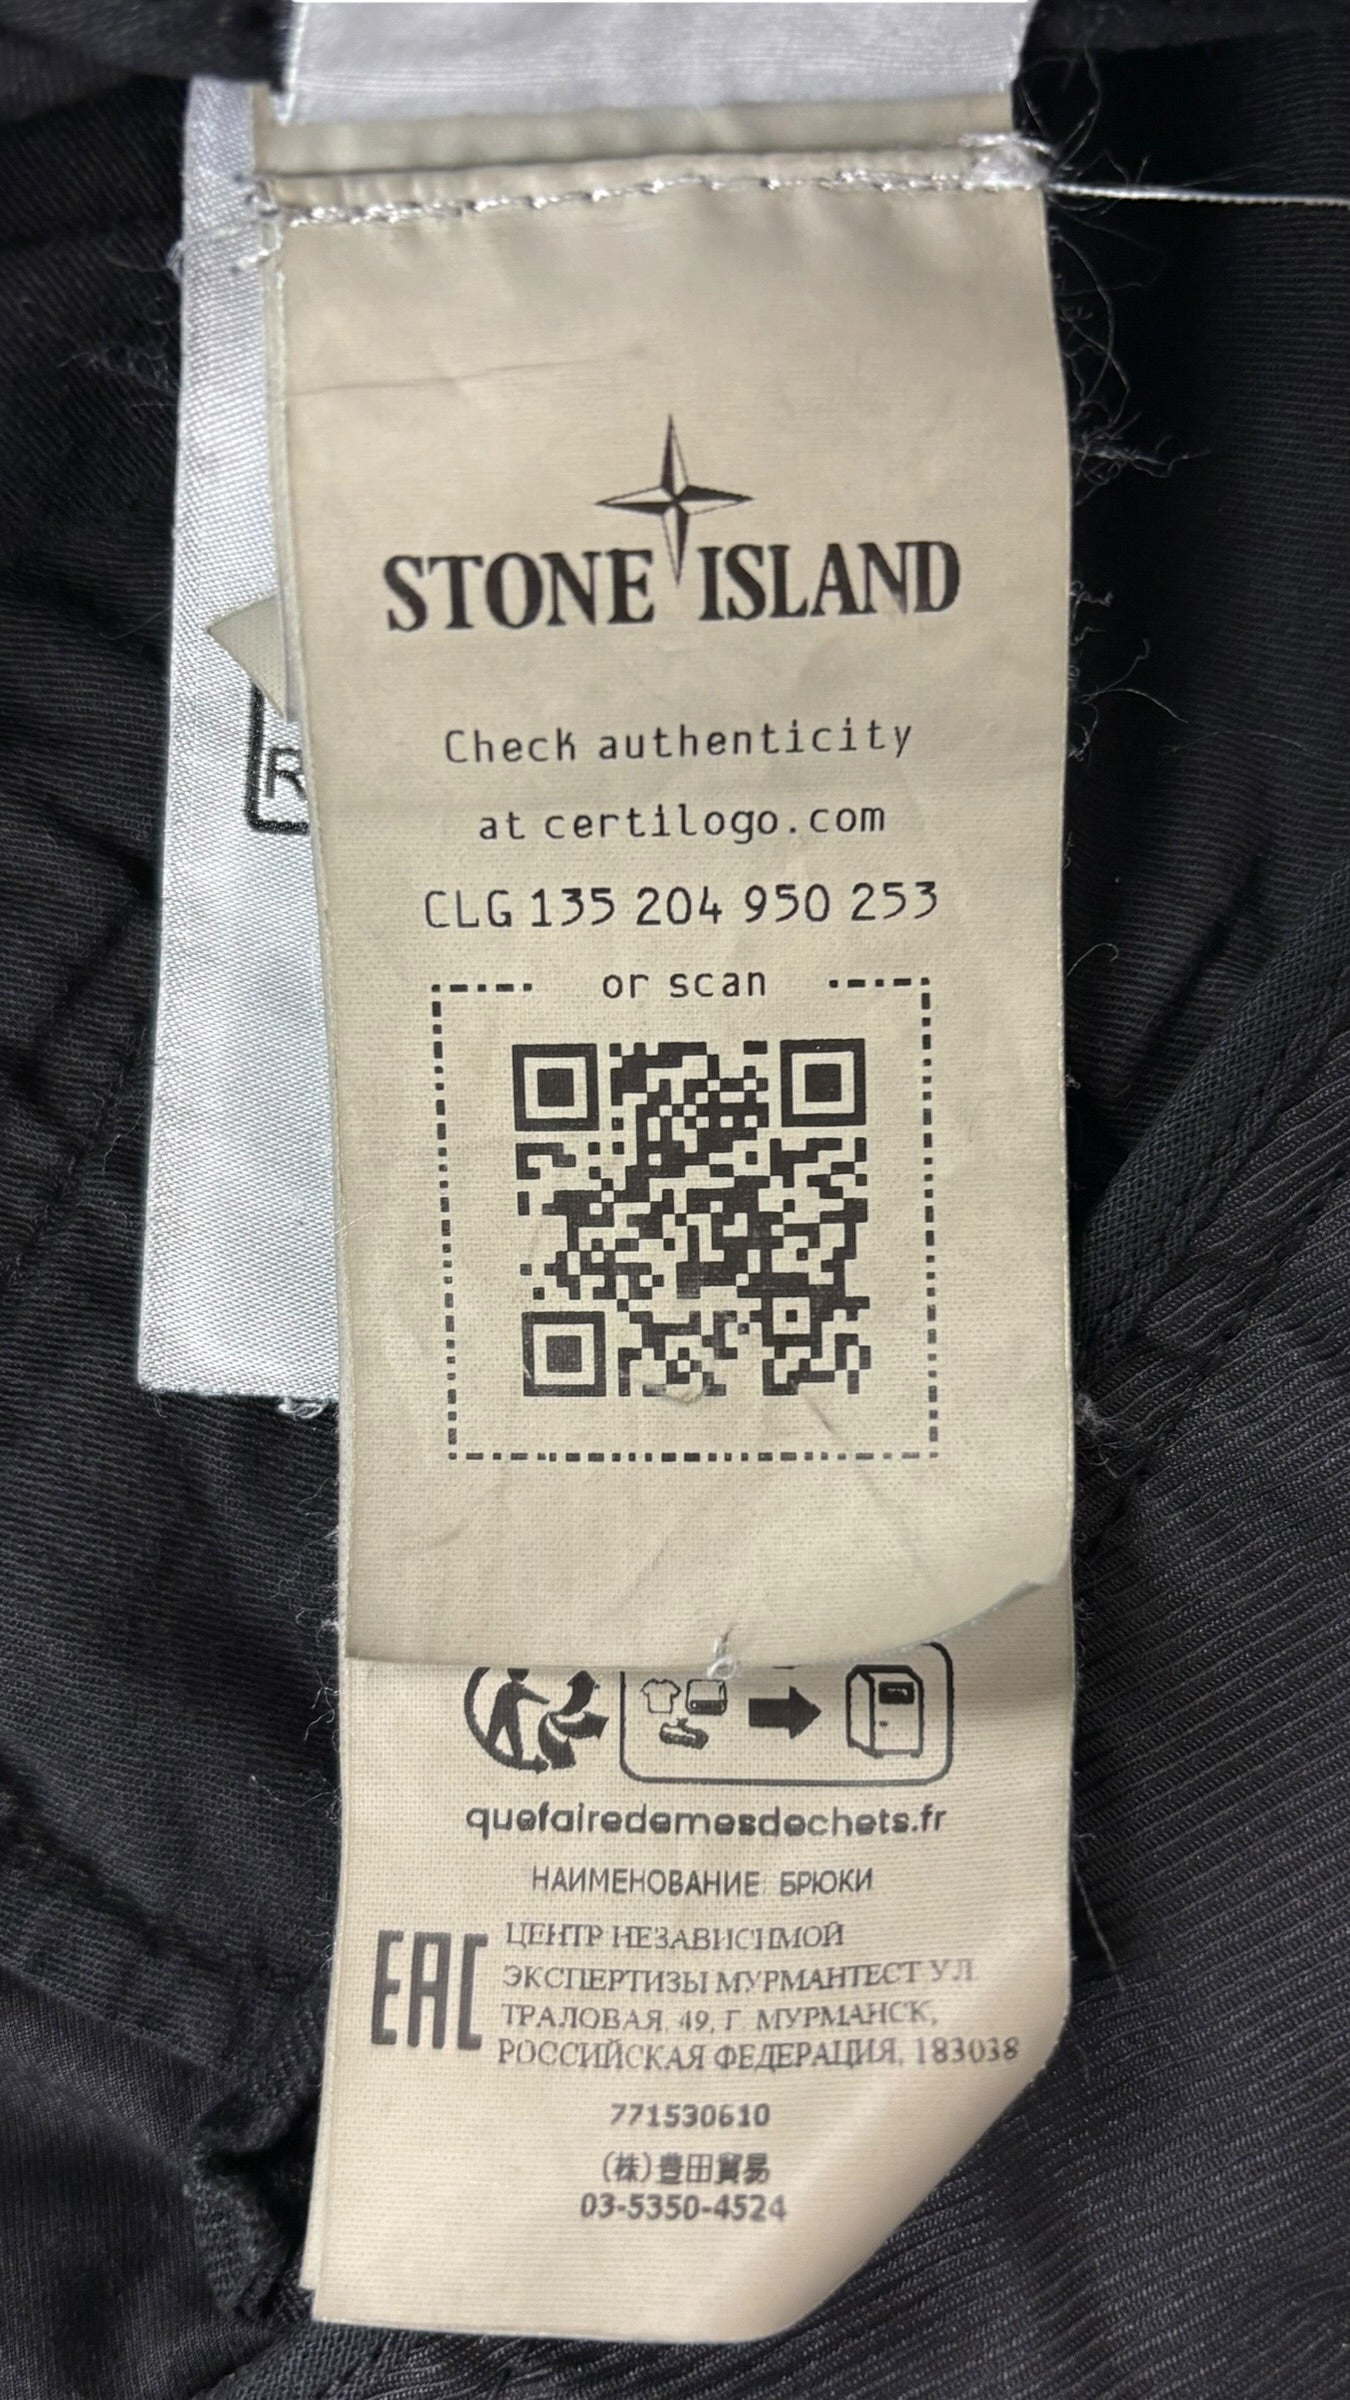 STONE ISLAND
Check authenticity
at certilogo.com
CLG 135 204 950 253
or scan
R
quefairedemesdechets.fr
НАИМЕНОВАНИЕ: БРЮКИ
EAC
ЦЕНТР НЕЗАВИСИМОЙ
ЭКСПЕРТИЗЫ МУРМАНТЕСТ УЛ.
ТРАЛОВАЯ, 49, Г. МУРМАНСК,
РОССИЙСКАЯ ФЕДЕРАЦИЯ, 183038
771530610
(株)豊田貿易
03-5350-4524